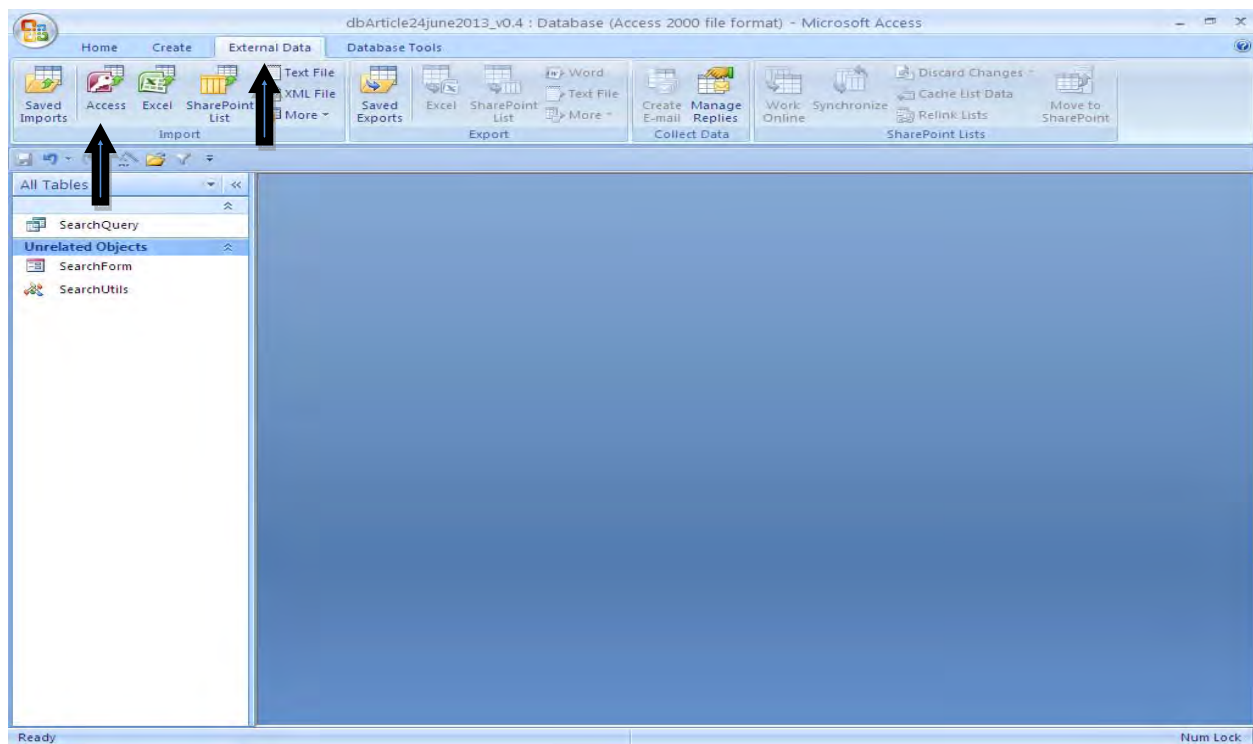 dbArticle24june2013_v0.4 : Database (Access 2000 file format) - Microsoft Access
Home Create External Data Database Tools
Saved Imports
Access
Excel
SharePoint List
Text File
XML File
More
Import
Saved Exports
Excel
SharePoint List
Word
Text File
More
Export
Create E-mail
Manage Replies
Collect Data
Work Online
Synchronize
Discard Changes
Cache List Data
Relink Lists
Move to SharePoint
SharePoint Lists
All Tables
SearchQuery
Unrelated Objects
SearchForm
SearchUtils
Ready Num Lock